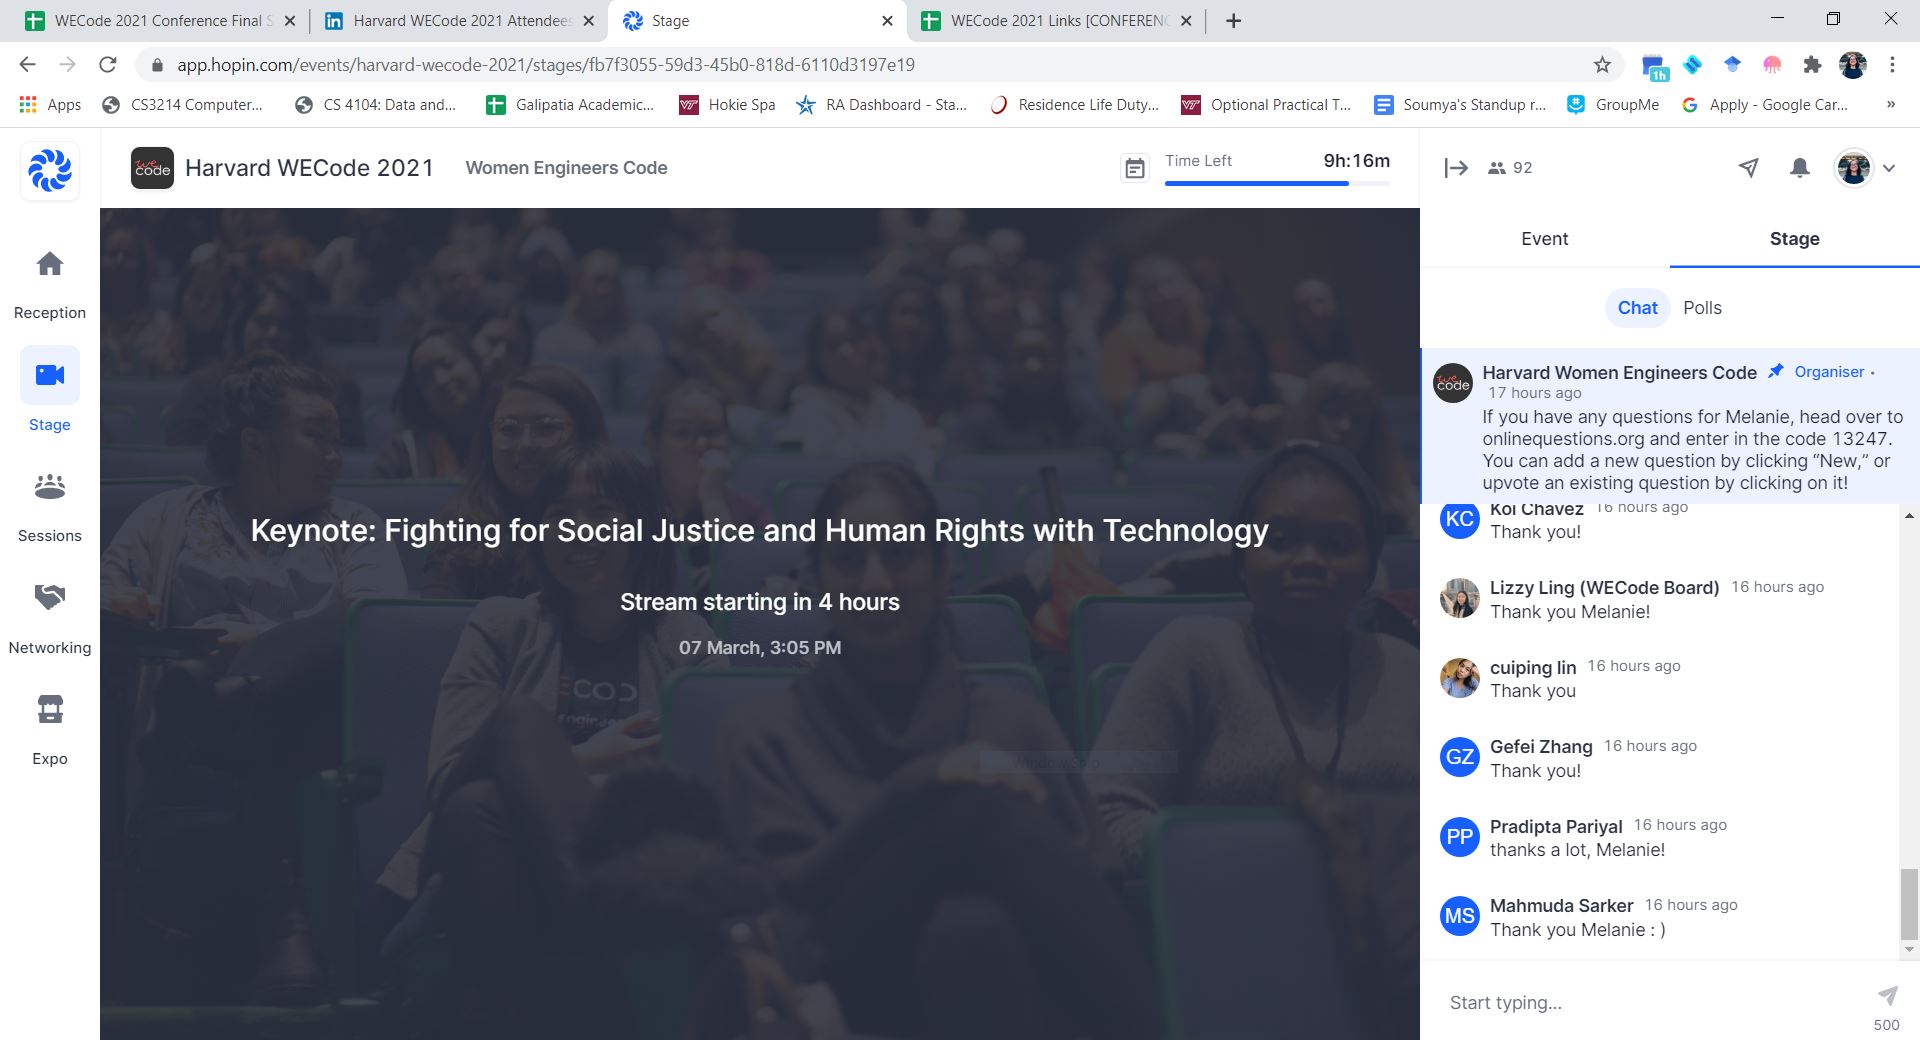 WECode 2021 Conference Final S
Harvard WECode 2021 Attendees
Stage
WECode 2021 Links [CONFERENC
app.hopin.com/events/harvard-wecode-2021/stages/fb7f3055-59d3-45b0-818d-6110d3197e19
1h
Apps
CS3214 Computer...
CS 4104: Data and...
Galipatia Academic...
Hokie Spa
RA Dashboard - Sta...
Residence Life Duty...
Optional Practical T...
Soumya's Standup r...
GroupMe
Apply - Google Car...
»
we code
Harvard WECode 2021
Women Engineers Code
Time Left
9h:16m
92
Reception
Stage
Sessions
Networking
Expo
Keynote: Fighting for Social Justice and Human Rights with Technology
Stream starting in 4 hours
07 March, 3:05 PM
ECOD
Engineer
Event
Stage
Chat
Polls
we code
Harvard Women Engineers Code
Organiser •
17 hours ago
If you have any questions for Melanie, head over to
onlinequestions.org and enter in the code 13247.
You can add a new question by clicking “New,” or
upvote an existing question by clicking on it!
KC
Koi Chavez 16 hours ago
Thank you!
Lizzy Ling (WECode Board) 16 hours ago
Thank you Melanie!
cuiping lin 16 hours ago
Thank you
GZ
Gefei Zhang 16 hours ago
Thank you!
PP
Pradipta Pariyal 16 hours ago
thanks a lot, Melanie!
MS
Mahmuda Sarker 16 hours ago
Thank you Melanie : )
Start typing...
500